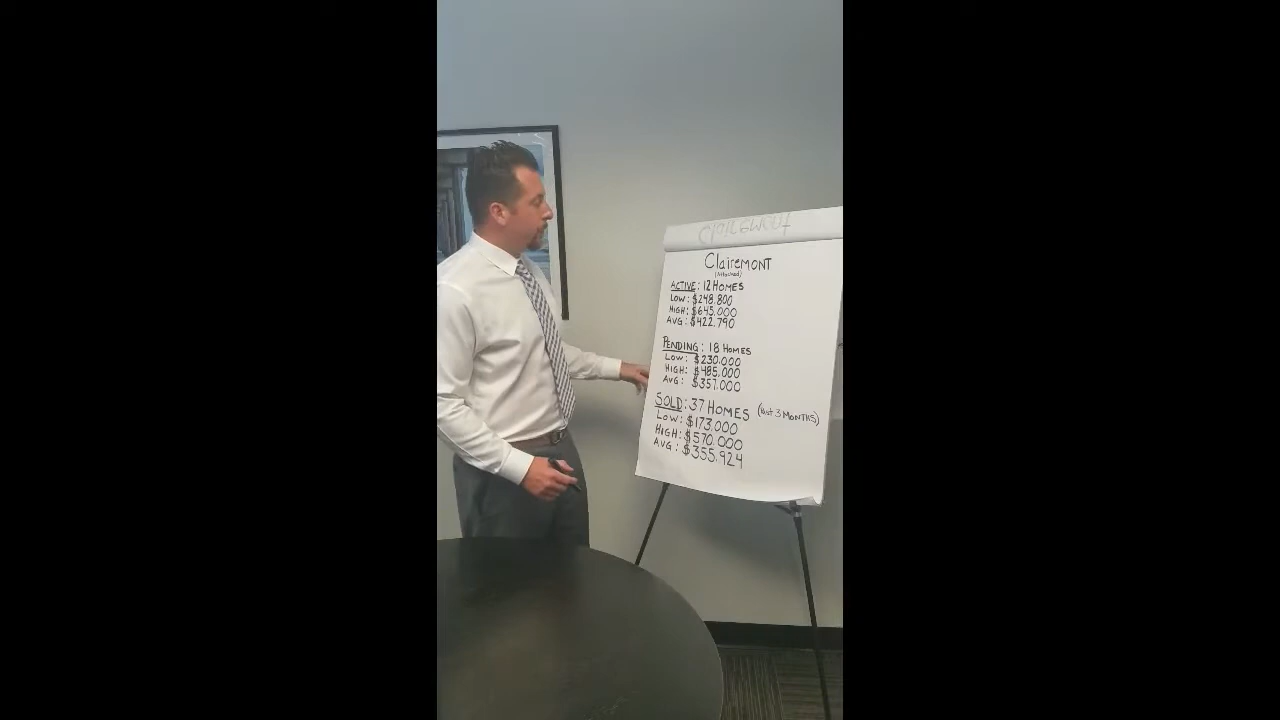 Clairemont
Clairemont
(Attached)
ACTIVE: 12 HOMES
LOW: $248.800
HIGH: $645.000
AVG: $422.790
PENDING: 18 HOMES
LOW: $230.000
HIGH: $485.000
AVG: $357.000
SOLD: 37 HOMES (Past 3 MONTHS)
LOW: $173.000
HIGH: $570.000
AVG: $355.924